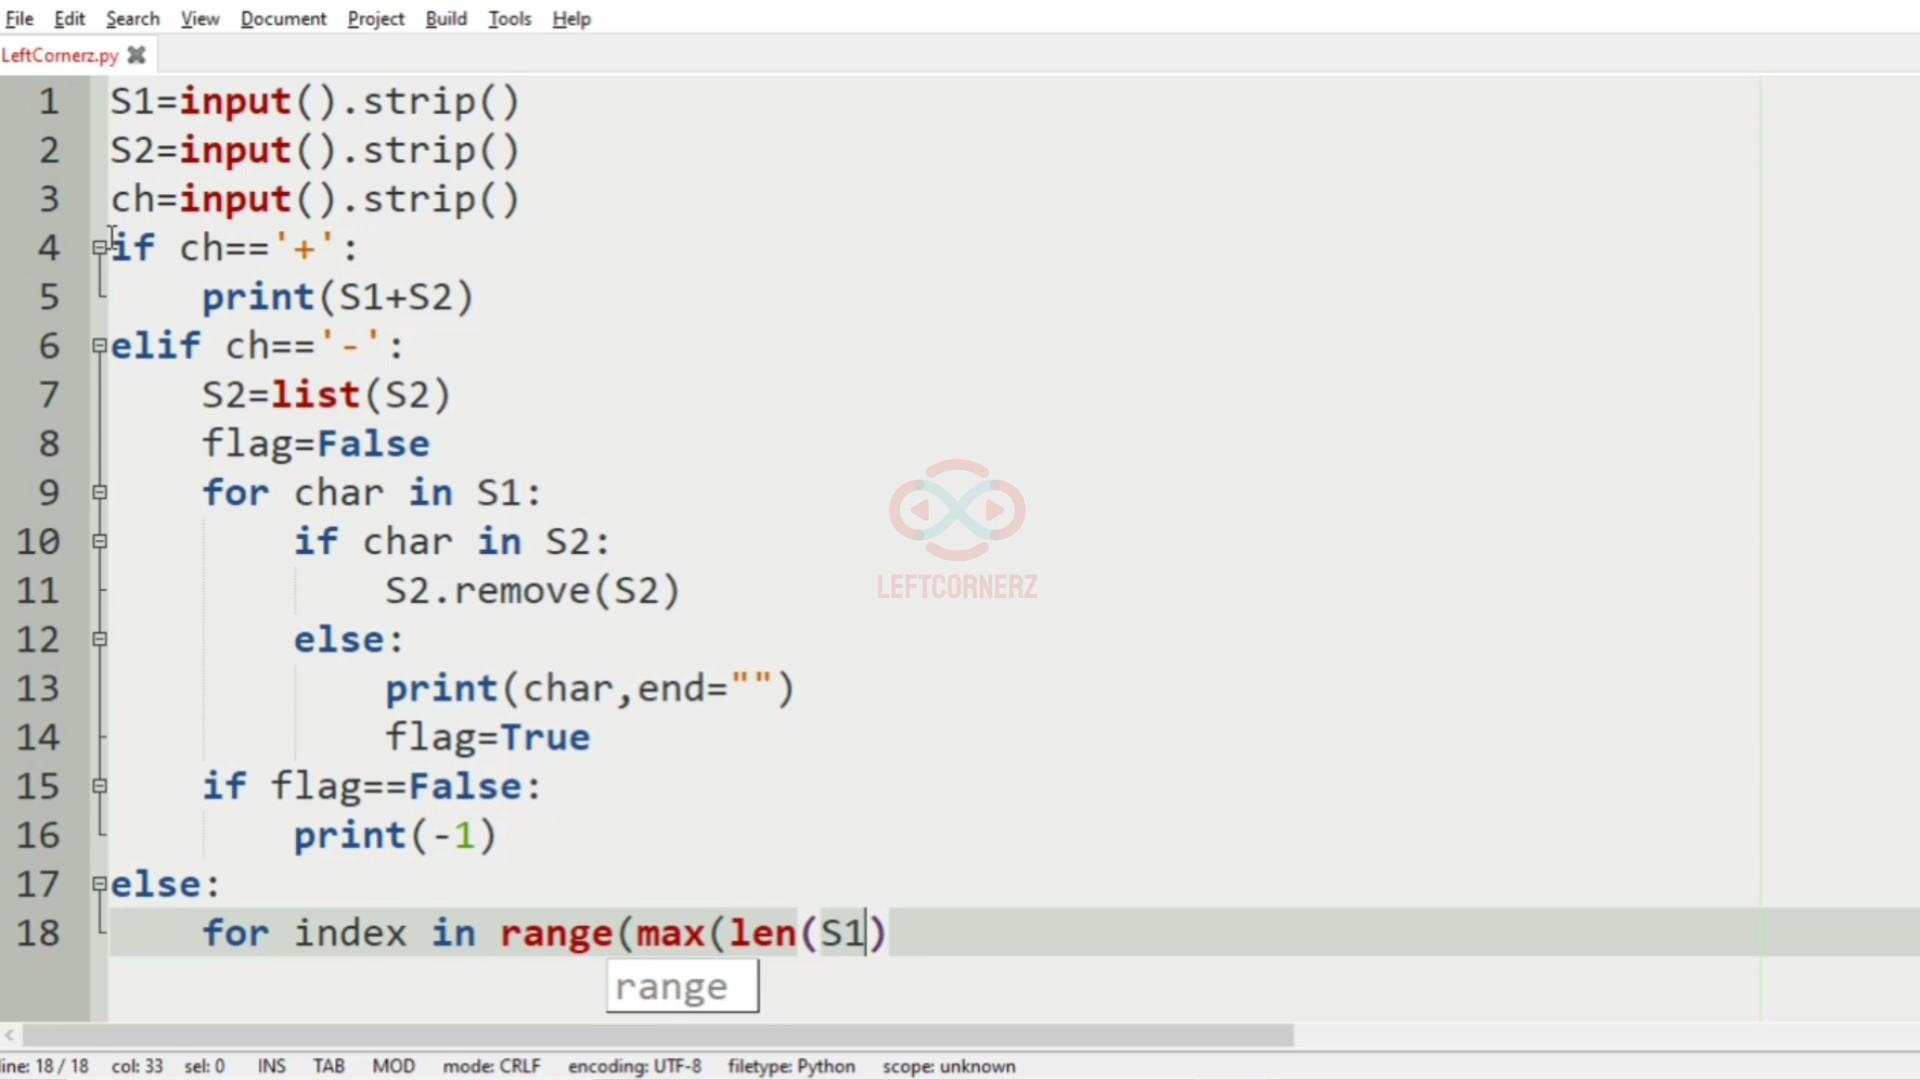 File Edit Search View Document Project Build Tools Help
LeftCornerz.py
1 S1=input().strip()
2 S2=input().strip()
3 ch=input().strip()
4 if ch=='+':
5     print(S1+S2)
6 elif ch=='-':
7     S2=list(S2)
8     flag=False
9     for char in S1:
10         if char in S2:
11             S2.remove(S2)
12         else:
13             print(char,end="")
14             flag=True
15     if flag==False:
16         print(-1)
17 else:
18     for index in range(max(len(S1)
range
LEFTCORNERZ
line: 18 / 18 col: 33 sel: 0 INS TAB MOD mode: CRLF encoding: UTF-8 filetype: Python scope: unknown